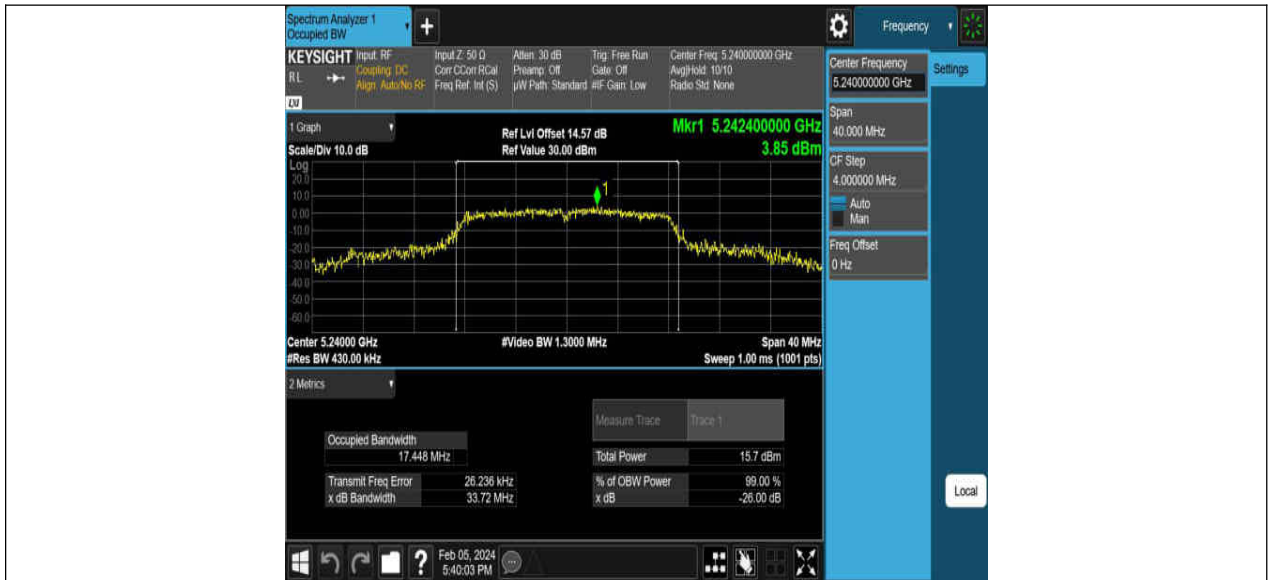 Spectrum Analyzer 1
Occupied BW
+
Frequency
KEYSIGHT
RL
LXI
Input: RF
Coupling: DC
Align: Auto/No RF
Input Z: 50 Ω
Corr CCorr RCal
Freq Ref: Int (S)
Atten: 30 dB
Preamp: Off
µW Path: Standard
Trig: Free Run
Gate: Off
#IF Gain: Low
Center Freq: 5.240000000 GHz
Avg|Hold: 10/10
Radio Std: None
Center Frequency
5.240000000 GHz
Settings
Span
40.000 MHz
CF Step
4.000000 MHz
Auto
Man
Freq Offset
0 Hz
Local
1 Graph
Scale/Div 10.0 dB
Ref Lvl Offset 14.57 dB
Ref Value 30.00 dBm
Mkr1 5.242400000 GHz
3.85 dBm
Log
20.0
10.0
0.00
-10.0
-20.0
-30.0
-40.0
-50.0
-60.0
1
Center 5.24000 GHz
#Video BW 1.3000 MHz
Span 40 MHz
#Res BW 430.00 kHz
Sweep 1.00 ms (1001 pts)
2 Metrics
Measure Trace
Trace 1
Occupied Bandwidth
17.448 MHz
Total Power
15.7 dBm
Transmit Freq Error
26.236 kHz
% of OBW Power
99.00 %
x dB Bandwidth
33.72 MHz
x dB
-26.00 dB
?
Feb 05, 2024
5:40:03 PM